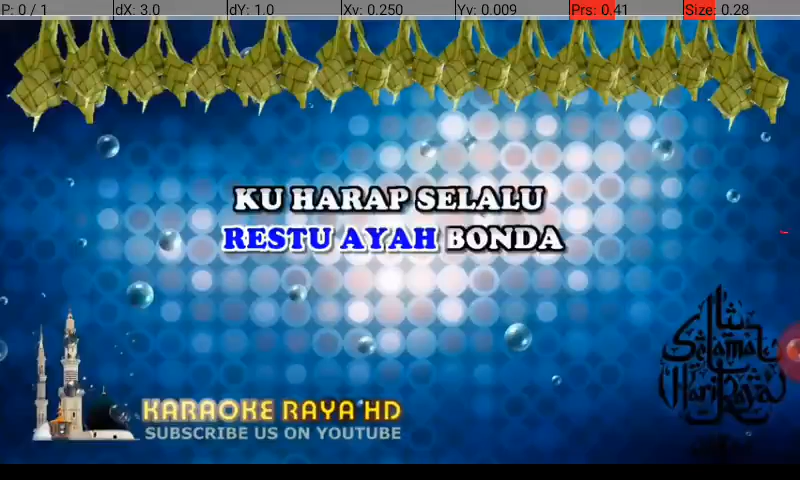 P: 0 / 1 dX: 3.0 dY: 1.0 Xv: 0.250 Yv: 0.009 Prs: 0.41 Size: 0.28
KU HARAP SELALU
RESTU AYAH BONDA
Selamat
Hari Raya
KARAOKE RAYA HD
SUBSCRIBE US ON YOUTUBE